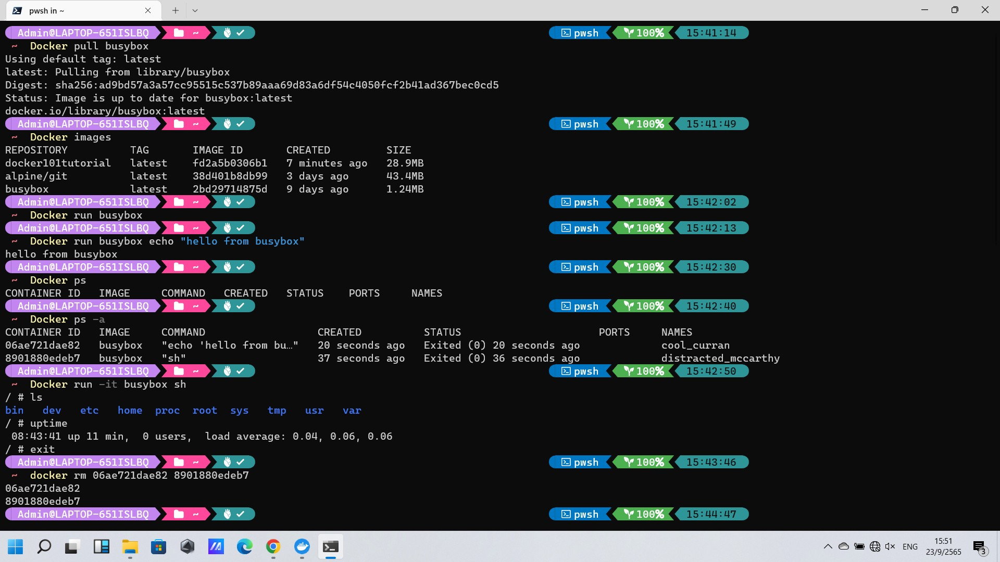 pwsh in ~
Admin@LAPTOP-651ISLBQ ~ pwsh 100% 15:41:14
~ Docker pull busybox
Using default tag: latest
latest: Pulling from library/busybox
Digest: sha256:ad9bd57a3a57cc95515c537b89aaa69d83a6df54c4050fcf2b41ad367bec0cd5
Status: Image is up to date for busybox:latest
docker.io/library/busybox:latest
Admin@LAPTOP-651ISLBQ ~ pwsh 100% 15:41:49
~ Docker images
REPOSITORY TAG IMAGE ID CREATED SIZE
docker101tutorial latest fd2a5b0306b1 7 minutes ago 28.9MB
alpine/git latest 38d401b8db99 3 days ago 43.4MB
busybox latest 2bd29714875d 9 days ago 1.24MB
Admin@LAPTOP-651ISLBQ ~ pwsh 100% 15:42:02
~ Docker run busybox
Admin@LAPTOP-651ISLBQ ~ pwsh 100% 15:42:13
~ Docker run busybox echo "hello from busybox"
hello from busybox
Admin@LAPTOP-651ISLBQ ~ pwsh 100% 15:42:30
~ Docker ps
CONTAINER ID IMAGE COMMAND CREATED STATUS PORTS NAMES
Admin@LAPTOP-651ISLBQ ~ pwsh 100% 15:42:40
~ Docker ps -a
CONTAINER ID IMAGE COMMAND CREATED STATUS PORTS NAMES
06ae721dae82 busybox "echo 'hello from bu…" 20 seconds ago Exited (0) 20 seconds ago cool_curran
8901880edeb7 busybox "sh" 37 seconds ago Exited (0) 36 seconds ago distracted_mccarthy
Admin@LAPTOP-651ISLBQ ~ pwsh 100% 15:42:50
~ Docker run -it busybox sh
/ # ls
bin dev etc home proc root sys tmp usr var
/ # uptime
08:43:41 up 11 min, 0 users, load average: 0.04, 0.06, 0.06
/ # exit
Admin@LAPTOP-651ISLBQ ~ pwsh 100% 15:43:46
~ docker rm 06ae721dae82 8901880edeb7
06ae721dae82
8901880edeb7
Admin@LAPTOP-651ISLBQ ~ pwsh 100% 15:44:47
ENG
15:51
23/9/2565
3